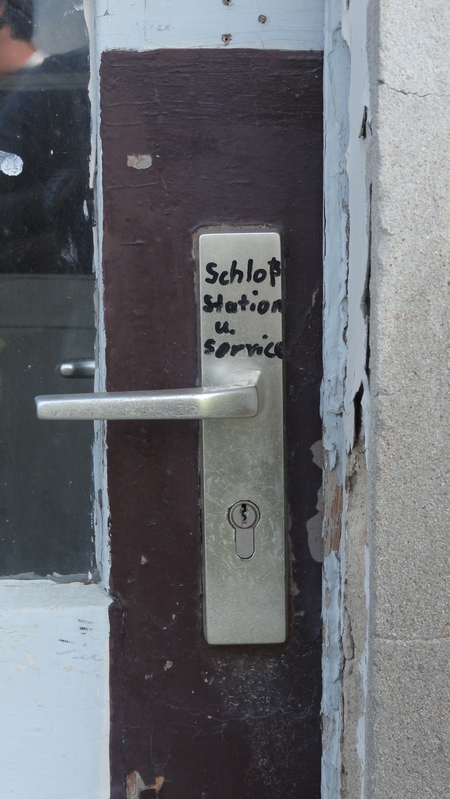 Schloß
Station
u.
Service